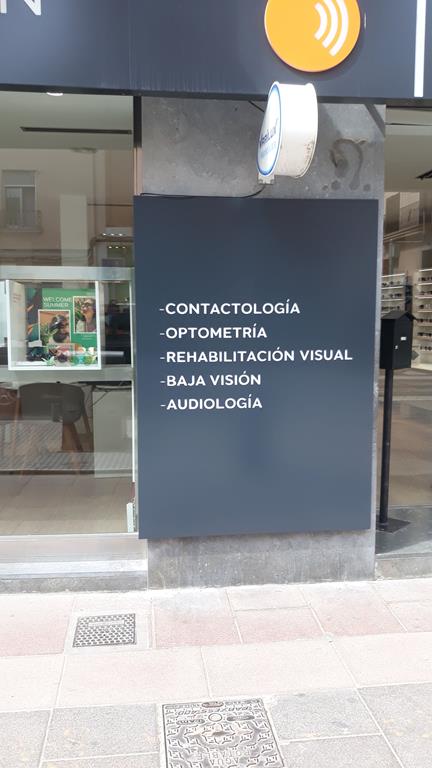 N
WELCOME
SUMMER
-CONTACTOLOGÍA
-OPTOMETRÍA
-REHABILITACIÓN VISUAL
-BAJA VISIÓN
-AUDIOLOGÍA